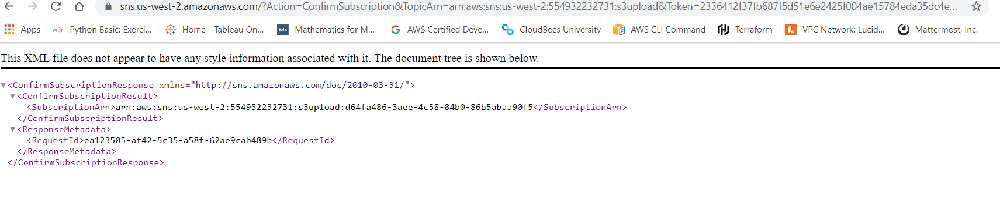 sns.us-west-2.amazonaws.com/?Action=ConfirmSubscription&TopicArn=arn:aws:sns:us-west-2:554932232731:s3upload&Token=2336412f37fb687f5d51e6e2425f004ae15784eda35dc4e...
Apps w3r Python Basic: Exerci... Home - Tableau On... tds Mathematics for M... AWS Certified Deve... CloudBees University AWS CLI Command Terraform VPC Network: Lucid... Mattermost, Inc.
This XML file does not appear to have any style information associated with it. The document tree is shown below.
<ConfirmSubscriptionResponse xmlns="http://sns.amazonaws.com/doc/2010-03-31/">
<ConfirmSubscriptionResult>
<SubscriptionArn>arn:aws:sns:us-west-2:554932232731:s3upload:d64fa486-3aee-4c58-84b0-86b5abaa90f5</SubscriptionArn>
</ConfirmSubscriptionResult>
<ResponseMetadata>
<RequestId>ea123505-af42-5c35-a58f-62ae9cab489b</RequestId>
</ResponseMetadata>
</ConfirmSubscriptionResponse>